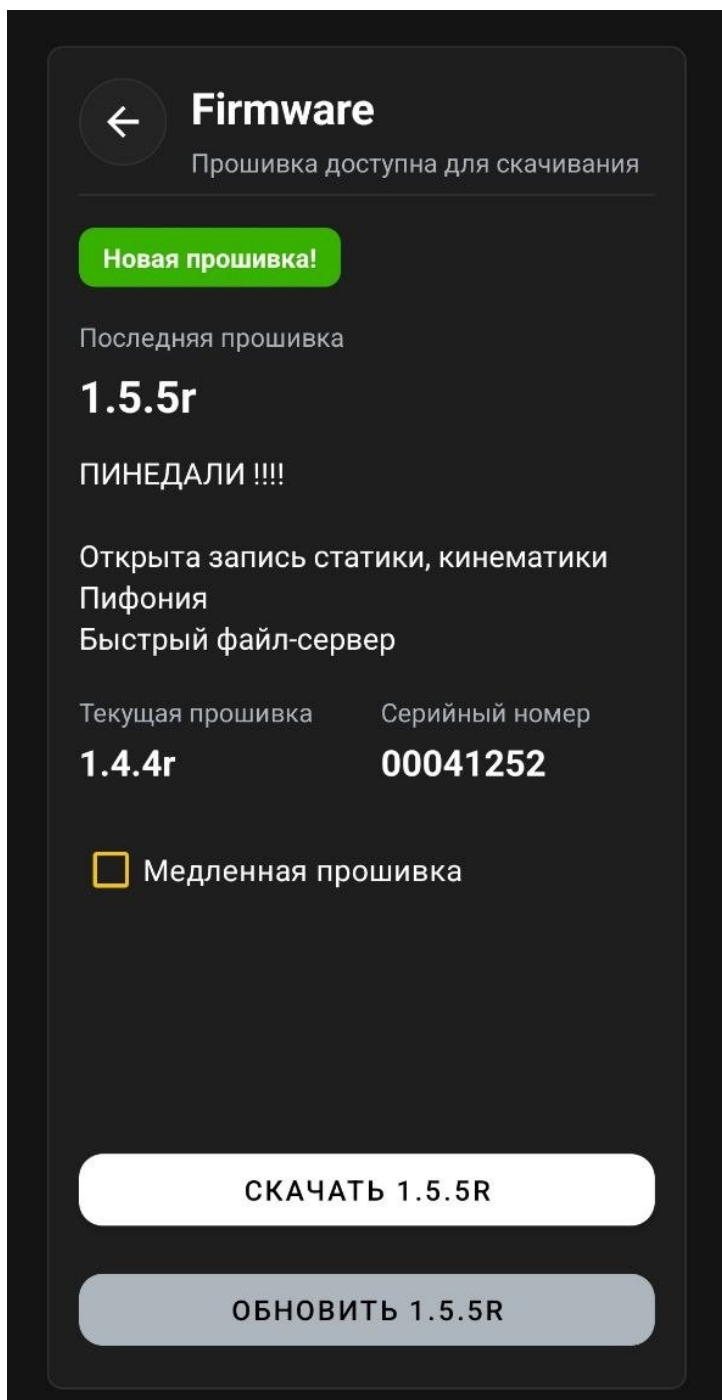 Firmware
Прошивка доступна для скачивания
Новая прошивка!
Последняя прошивка
1.5.5r
ПИНЕДАЛИ !!!!
Открыта запись статики, кинематики
Пифония
Быстрый файл-сервер
Текущая прошивка
1.4.4r
Серийный номер
00041252
Медленная прошивка
СКАЧАТЬ 1.5.5R
ОБНОВИТЬ 1.5.5R